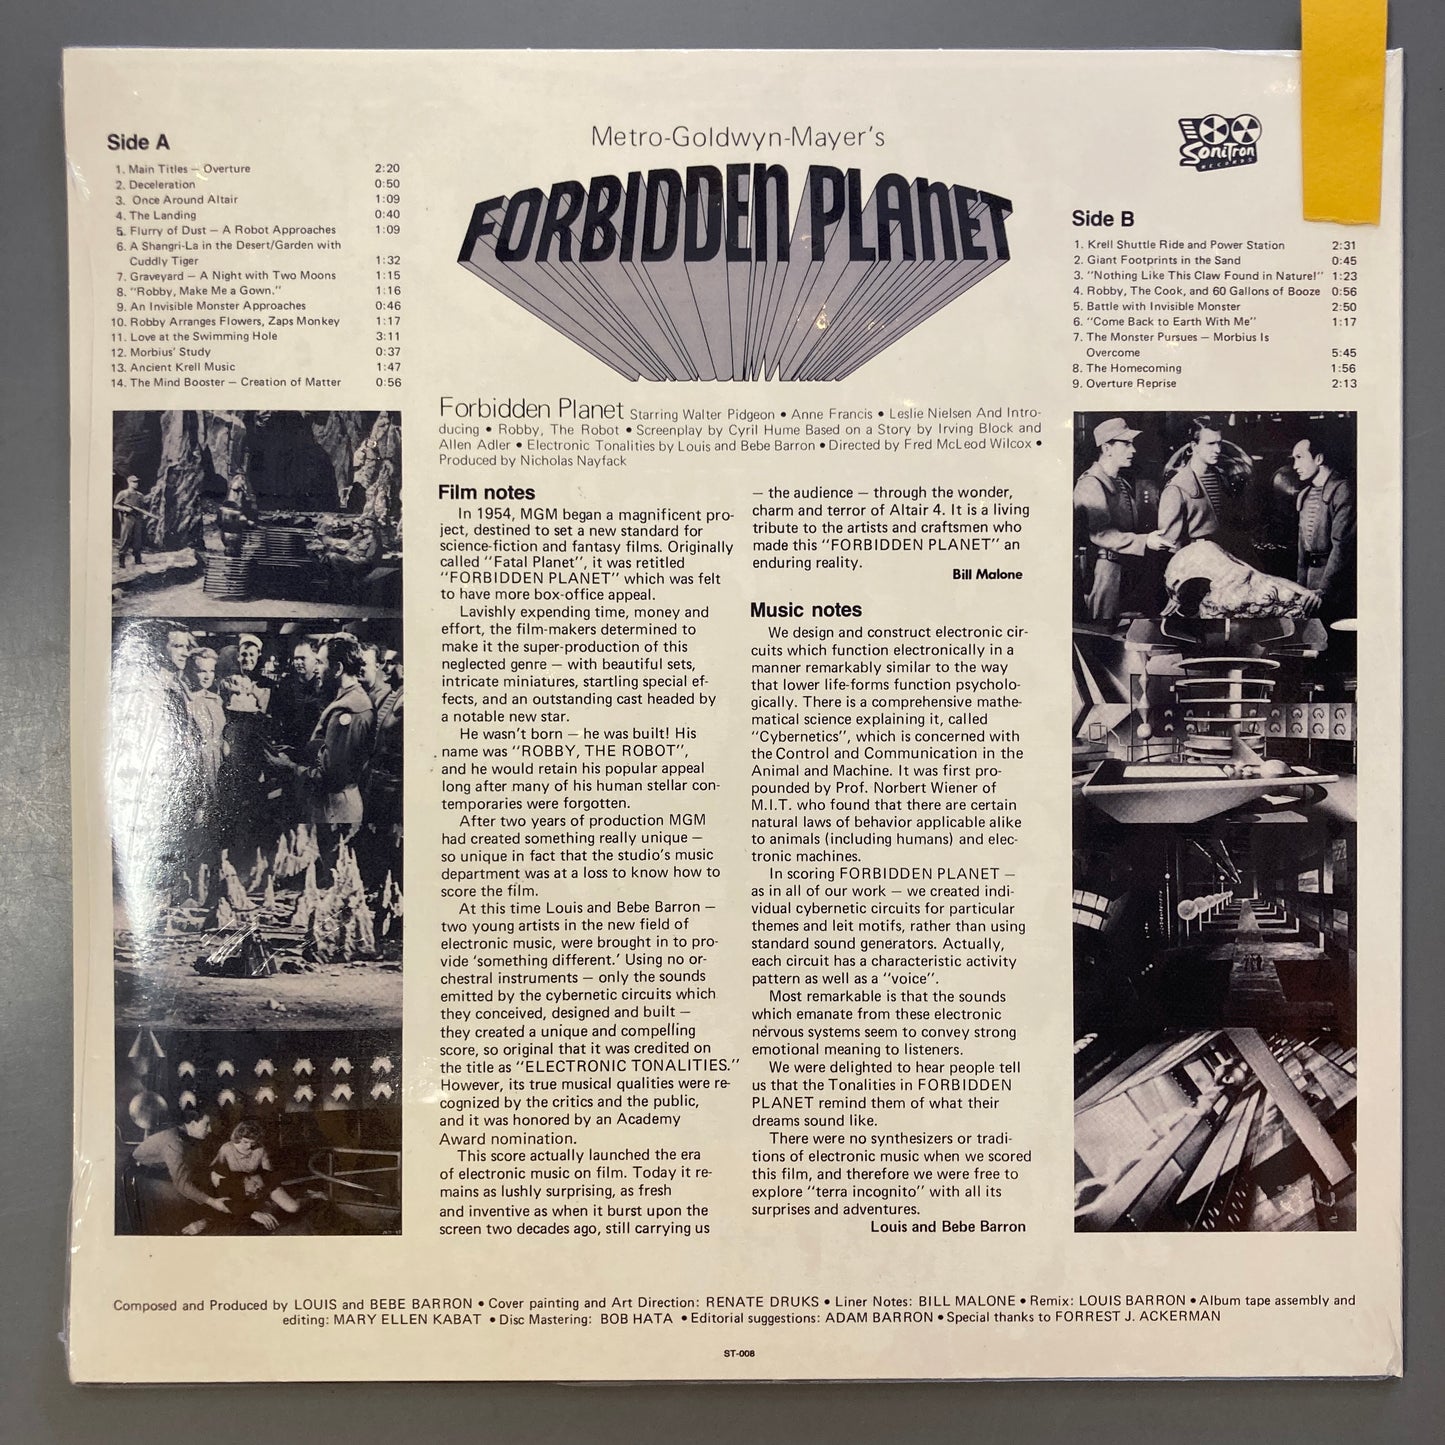 Side A
1. Main Titles — Overture 2:20
2. Deceleration 0:50
3. Once Around Altair 1:09
4. The Landing 0:40
5. Flurry of Dust — A Robot Approaches 1:09
6. A Shangri-La in the Desert/Garden with
Cuddly Tiger 1:32
7. Graveyard — A Night with Two Moons 1:15
8. "Robby, Make Me a Gown." 1:16
9. An Invisible Monster Approaches 0:46
10. Robby Arranges Flowers, Zaps Monkey 1:17
11. Love at the Swimming Hole 3:11
12. Morbius' Study 0:37
13. Ancient Krell Music 1:47
14. The Mind Booster — Creation of Matter 0:56
Metro-Goldwyn-Mayer's
FORBIDDEN PLANET
SoniTron
RECORDS
Side B
1. Krell Shuttle Ride and Power Station 2:31
2. Giant Footprints in the Sand 0:45
3. "Nothing Like This Claw Found in Nature!" 1:23
4. Robby, The Cook, and 60 Gallons of Booze 0:56
5. Battle with Invisible Monster 2:50
6. "Come Back to Earth With Me" 1:17
7. The Monster Pursues — Morbius Is
Overcome 5:45
8. The Homecoming 1:56
9. Overture Reprise 2:13
Forbidden Planet Starring Walter Pidgeon • Anne Francis • Leslie Nielsen And Intro-
ducing • Robby, The Robot • Screenplay by Cyril Hume Based on a Story by Irving Block and
Allen Adler • Electronic Tonalities by Louis and Bebe Barron • Directed by Fred McLeod Wilcox •
Produced by Nicholas Nayfack
Film notes
In 1954, MGM began a magnificent pro-
ject, destined to set a new standard for
science-fiction and fantasy films. Originally
called "Fatal Planet", it was retitled
"FORBIDDEN PLANET" which was felt
to have more box-office appeal.
Lavishly expending time, money and
effort, the film-makers determined to
make it the super-production of this
neglected genre — with beautiful sets,
intricate miniatures, startling special ef-
fects, and an outstanding cast headed by
a notable new star.
He wasn't born — he was built! His
name was "ROBBY, THE ROBOT",
and he would retain his popular appeal
long after many of his human stellar con-
temporaries were forgotten.
After two years of production MGM
had created something really unique —
so unique in fact that the studio's music
department was at a loss to know how to
score the film.
At this time Louis and Bebe Barron —
two young artists in the new field of
electronic music, were brought in to pro-
vide 'something different.' Using no or-
chestral instruments — only the sounds
emitted by the cybernetic circuits which
they conceived, designed and built —
they created a unique and compelling
score, so original that it was credited on
the title as "ELECTRONIC TONALITIES."
However, its true musical qualities were re-
cognized by the critics and the public,
and it was honored by an Academy
Award nomination.
This score actually launched the era
of electronic music on film. Today it re-
mains as lushly surprising, as fresh
and inventive as when it burst upon the
screen two decades ago, still carrying us
— the audience — through the wonder,
charm and terror of Altair 4. It is a living
tribute to the artists and craftsmen who
made this "FORBIDDEN PLANET" an
enduring reality.
Bill Malone
Music notes
We design and construct electronic cir-
cuits which function electronically in a
manner remarkably similar to the way
that lower life-forms function psycholo-
gically. There is a comprehensive mathe-
matical science explaining it, called
"Cybernetics", which is concerned with
the Control and Communication in the
Animal and Machine. It was first pro-
pounded by Prof. Norbert Wiener of
M.I.T. who found that there are certain
natural laws of behavior applicable alike
to animals (including humans) and elec-
tronic machines.
In scoring FORBIDDEN PLANET —
as in all of our work — we created indi-
vidual cybernetic circuits for particular
themes and leit motifs, rather than using
standard sound generators. Actually,
each circuit has a characteristic activity
pattern as well as a "voice".
Most remarkable is that the sounds
which emanate from these electronic
nervous systems seem to convey strong
emotional meaning to listeners.
We were delighted to hear people tell
us that the Tonalities in FORBIDDEN
PLANET remind them of what their
dreams sound like.
There were no synthesizers or tradi-
tions of electronic music when we scored
this film, and therefore we were free to
explore "terra incognito" with all its
surprises and adventures.
Louis and Bebe Barron
Composed and Produced by LOUIS and BEBE BARRON • Cover painting and Art Direction: RENATE DRUKS • Liner Notes: BILL MALONE • Remix: LOUIS BARRON • Album tape assembly and
editing: MARY ELLEN KABAT • Disc Mastering: BOB HATA • Editorial suggestions: ADAM BARRON • Special thanks to FORREST J. ACKERMAN
ST-008